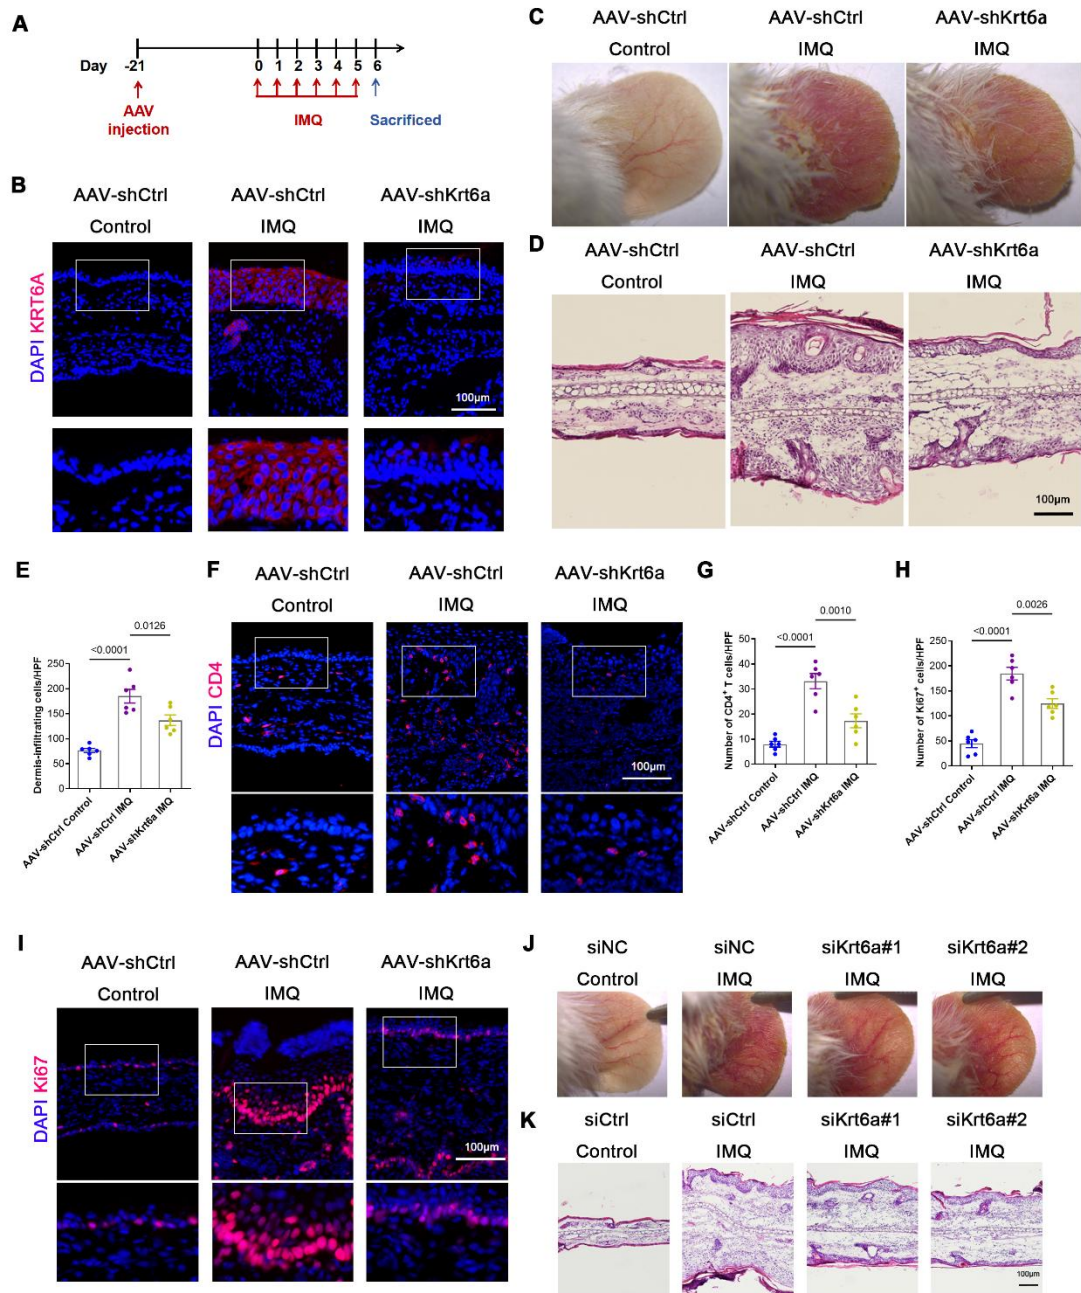 A
Day
-21
0 1 2 3 4 5 6
AAV
injection
IMQ
Sacrificed
B
AAV-shCtrl AAV-shCtrl AAV-shKrt6a
Control IMQ IMQ
DAPI KRT6A
100μm
C
AAV-shCtrl AAV-shCtrl AAV-shKrt6a
Control IMQ IMQ
D
AAV-shCtrl AAV-shCtrl AAV-shKrt6a
Control IMQ IMQ
100μm
E
0.0126
<0.0001
Dermis-infiltrating cells/HPF
250
200
150
100
50
0
AAV-shCtrl Control
AAV-shCtrl IMQ
AAV-shKrt6a IMQ
F
AAV-shCtrl AAV-shCtrl AAV-shKrt6a
Control IMQ IMQ
DAPI CD4
100μm
G
0.0010
<0.0001
Number of CD4⁺ T cells/HPF
50
40
30
20
10
0
AAV-shCtrl Control
AAV-shCtrl IMQ
AAV-shKrt6a IMQ
H
0.0026
<0.0001
Number of Ki67⁺ cells/HPF
250
200
150
100
50
0
AAV-shCtrl Control
AAV-shCtrl IMQ
AAV-shKrt6a IMQ
I
AAV-shCtrl AAV-shCtrl AAV-shKrt6a
Control IMQ IMQ
DAPI Ki67
100μm
J
siNC siNC siKrt6a#1 siKrt6a#2
Control IMQ IMQ IMQ
K
siCtrl siCtrl siKrt6a#1 siKrt6a#2
Control IMQ IMQ IMQ
100μm